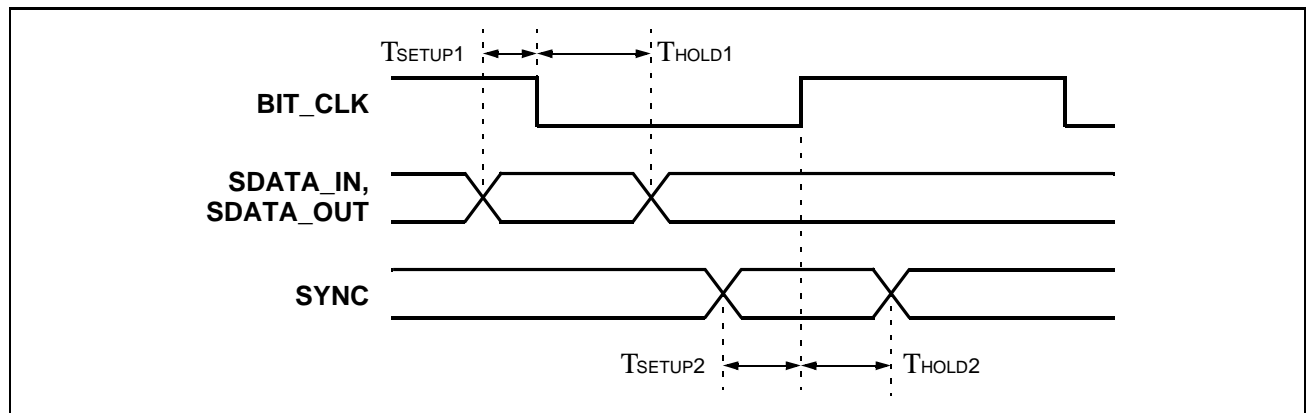 TSETUP1 THOLD1
BIT_CLK
SDATA_IN,
SDATA_OUT
SYNC
TSETUP2 THOLD2